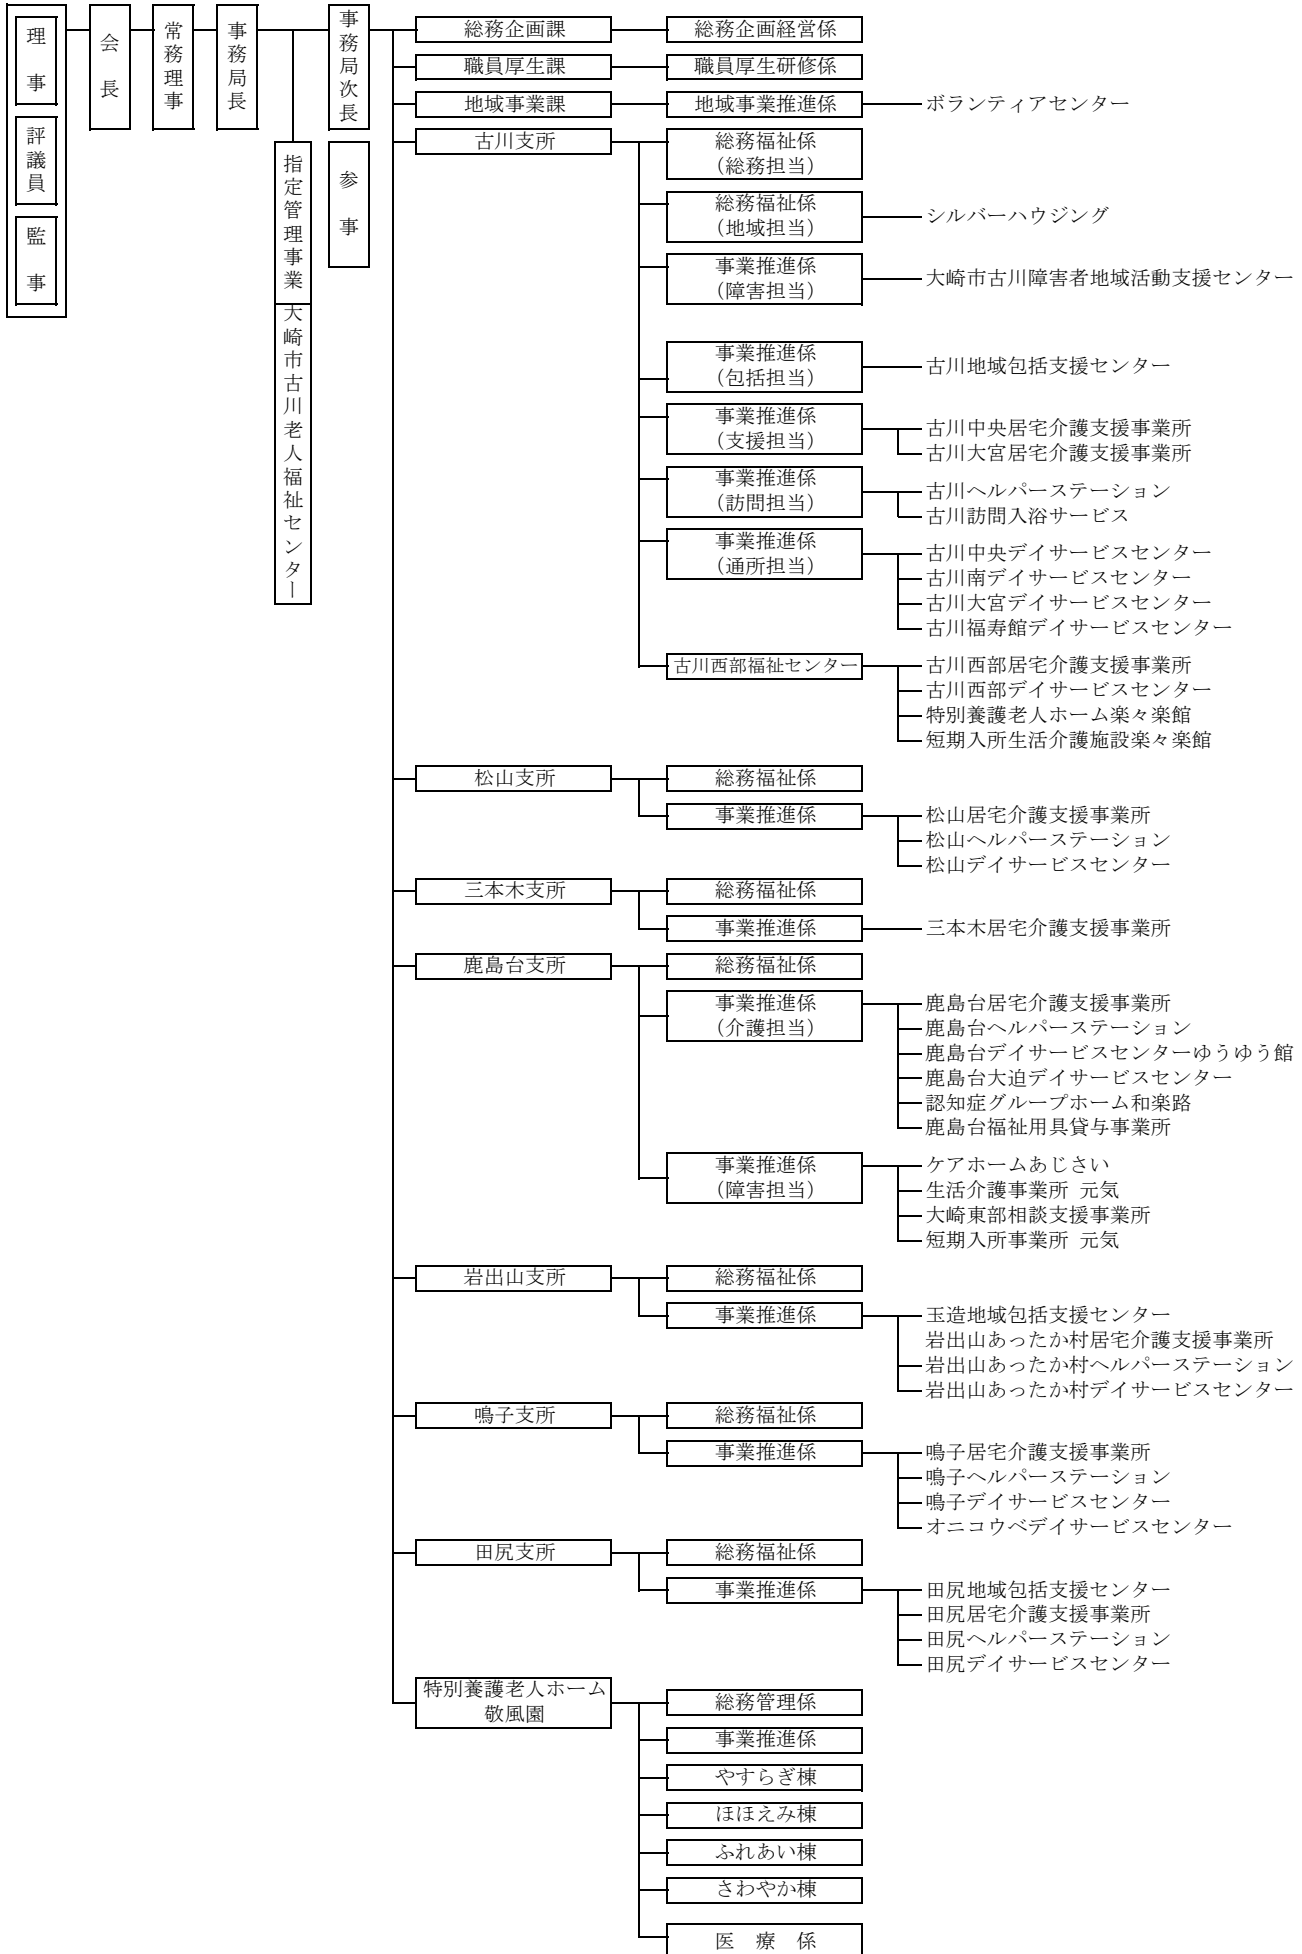 理事
評議員
監事
会長
常務理事
事務局長
指定管理事業
大崎市古川老人福祉センター
事務局次長
参事
総務企画課
総務企画経営係
職員厚生課
職員厚生研修係
地域事業課
地域事業推進係
ボランティアセンター
古川支所
総務福祉係
（総務担当）
総務福祉係
（地域担当）
シルバーハウジング
事業推進係
（障害担当）
大崎市古川障害者地域活動支援センター
事業推進係
（包括担当）
古川地域包括支援センター
事業推進係
（支援担当）
古川中央居宅介護支援事業所
古川大宮居宅介護支援事業所
事業推進係
（訪問担当）
古川ヘルパーステーション
古川訪問入浴サービス
事業推進係
（通所担当）
古川中央デイサービスセンター
古川南デイサービスセンター
古川大宮デイサービスセンター
古川福寿館デイサービスセンター
古川西部福祉センター
古川西部居宅介護支援事業所
古川西部デイサービスセンター
特別養護老人ホーム楽々楽館
短期入所生活介護施設楽々楽館
松山支所
総務福祉係
事業推進係
松山居宅介護支援事業所
松山ヘルパーステーション
松山デイサービスセンター
三本木支所
総務福祉係
事業推進係
三本木居宅介護支援事業所
鹿島台支所
総務福祉係
事業推進係
（介護担当）
鹿島台居宅介護支援事業所
鹿島台ヘルパーステーション
鹿島台デイサービスセンターゆうゆう館
鹿島台大迫デイサービスセンター
認知症グループホーム和楽路
鹿島台福祉用具貸与事業所
事業推進係
（障害担当）
ケアホームあじさい
生活介護事業所 元気
大崎東部相談支援事業所
短期入所事業所 元気
岩出山支所
総務福祉係
事業推進係
玉造地域包括支援センター
岩出山あったか村居宅介護支援事業所
岩出山あったか村ヘルパーステーション
岩出山あったか村デイサービスセンター
鳴子支所
総務福祉係
事業推進係
鳴子居宅介護支援事業所
鳴子ヘルパーステーション
鳴子デイサービスセンター
オニコウベデイサービスセンター
田尻支所
総務福祉係
事業推進係
田尻地域包括支援センター
田尻居宅介護支援事業所
田尻ヘルパーステーション
田尻デイサービスセンター
特別養護老人ホーム
敬風園
総務管理係
事業推進係
やすらぎ棟
ほほえみ棟
ふれあい棟
さわやか棟
医 療 係